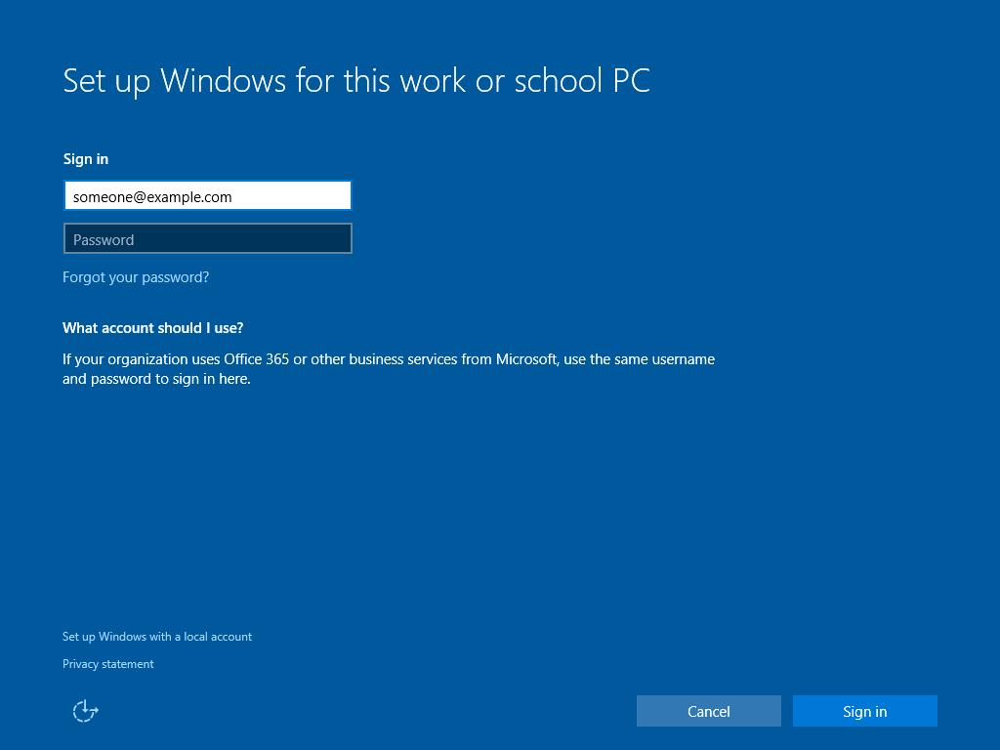 Set up Windows for this work or school PC
Sign in
someone@example.com
Password
Forgot your password?
What account should I use?
If your organization uses Office 365 or other business services from Microsoft, use the same username
and password to sign in here.
Set up Windows with a local account
Privacy statement
Cancel
Sign in